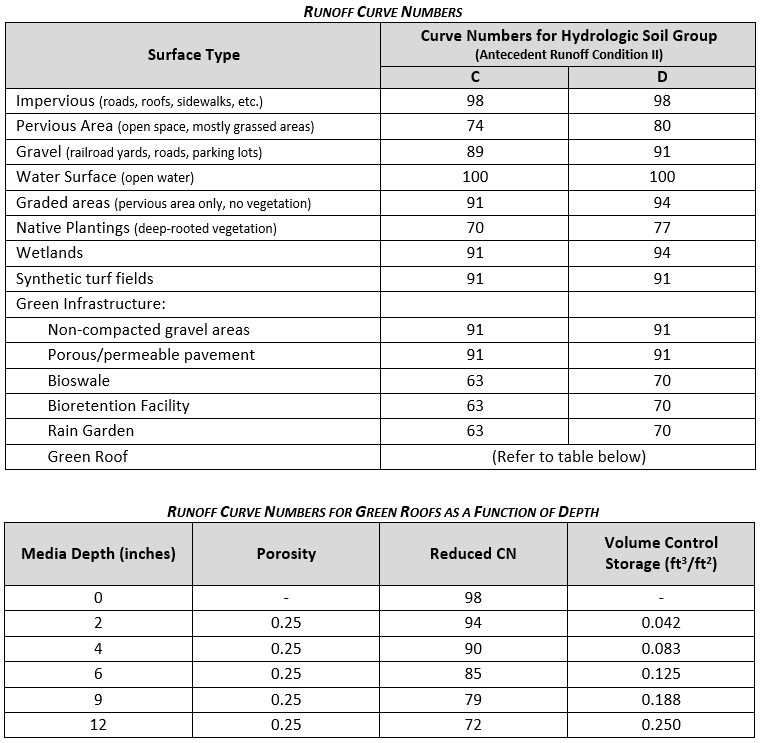 RUNOFF CURVE NUMBERS
Surface Type
Curve Numbers for Hydrologic Soil Group
(Antecedent Runoff Condition II)
C D
Impervious (roads, roofs, sidewalks, etc.) 98 98
Pervious Area (open space, mostly grassed areas) 74 80
Gravel (railroad yards, roads, parking lots) 89 91
Water Surface (open water) 100 100
Graded areas (pervious area only, no vegetation) 91 94
Native Plantings (deep-rooted vegetation) 70 77
Wetlands 91 94
Synthetic turf fields 91 91
Green Infrastructure:
Non-compacted gravel areas 91 91
Porous/permeable pavement 91 91
Bioswale 63 70
Bioretention Facility 63 70
Rain Garden 63 70
Green Roof (Refer to table below)
RUNOFF CURVE NUMBERS FOR GREEN ROOFS AS A FUNCTION OF DEPTH
Media Depth (inches) Porosity Reduced CN Volume Control
Storage (ft³/ft²)
0 - 98 -
2 0.25 94 0.042
4 0.25 90 0.083
6 0.25 85 0.125
9 0.25 79 0.188
12 0.25 72 0.250